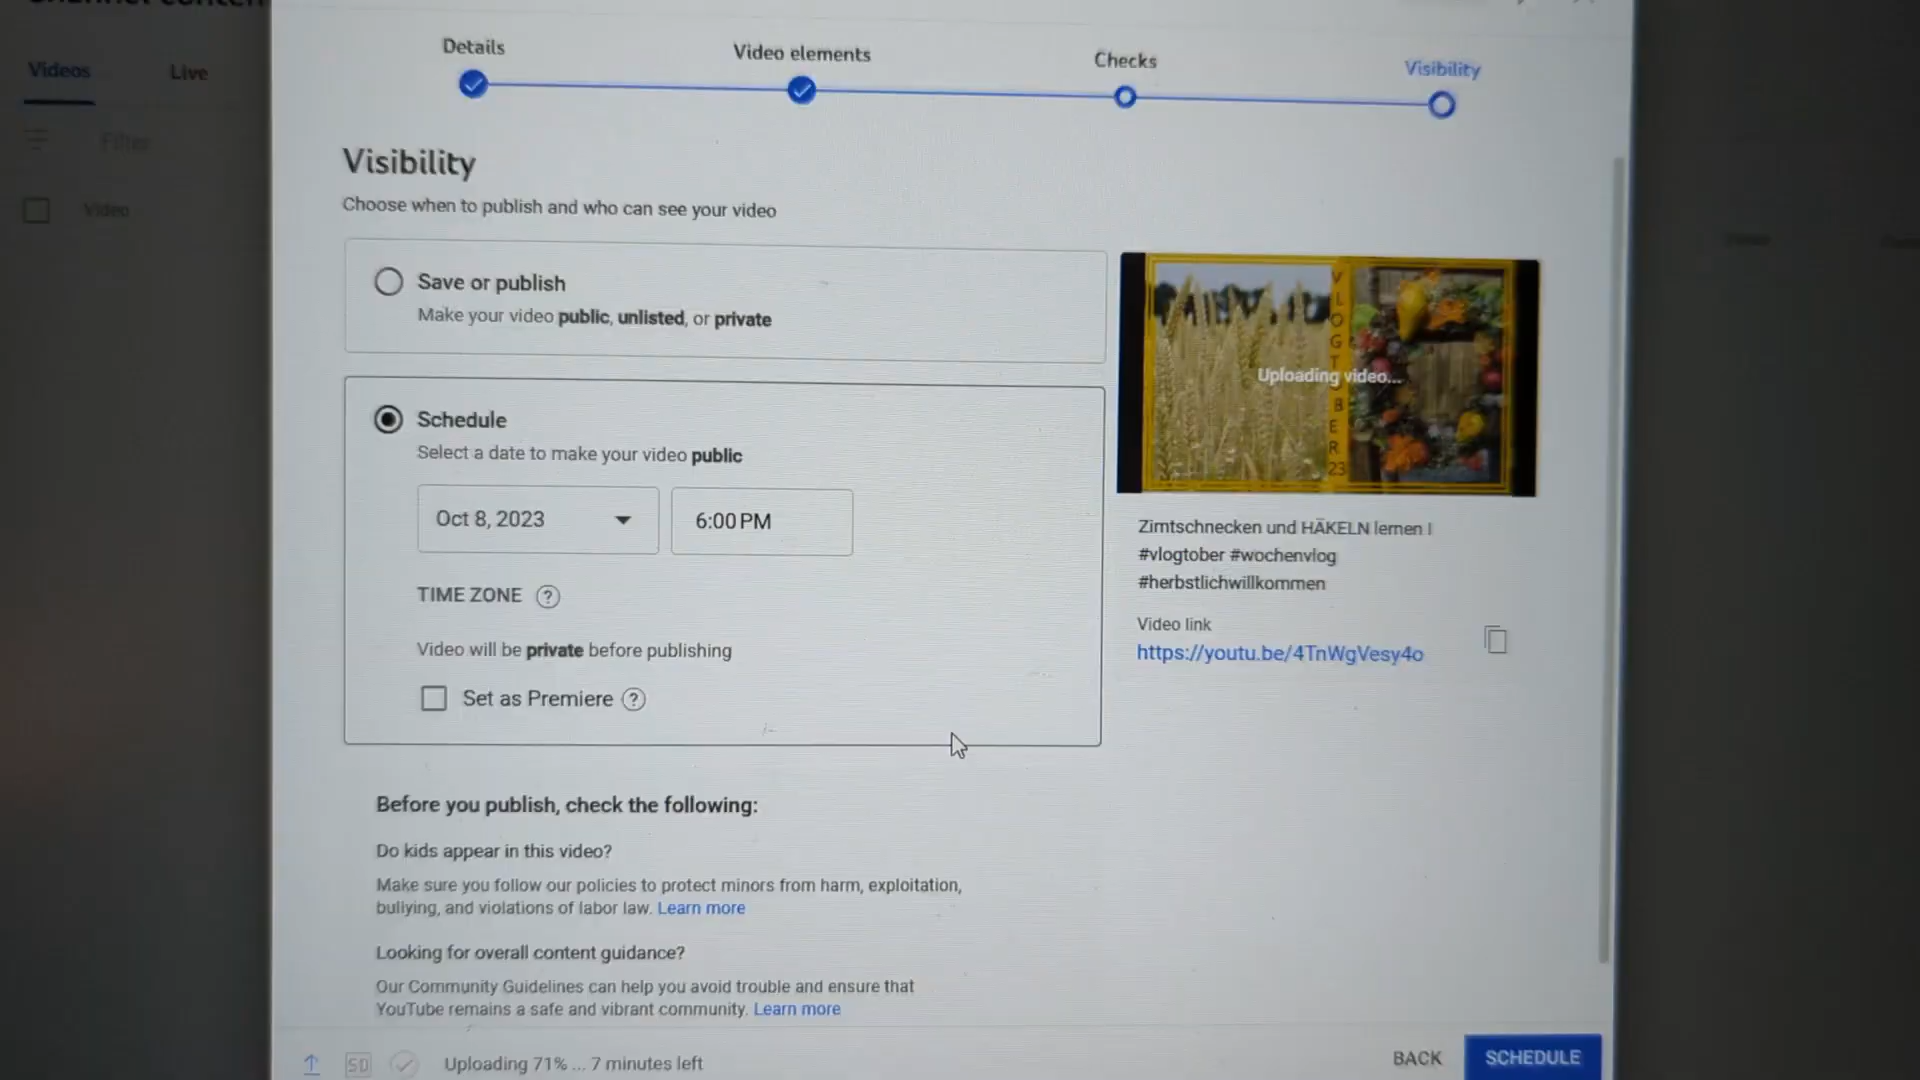 Details
Video elements
Checks
Visibility
Videos
Live
Filter
Video
Visibility
Choose when to publish and who can see your video
Save or publish
Make your video public, unlisted, or private
Schedule
Select a date to make your video public
Oct 8, 2023
6:00 PM
TIME ZONE ?
Video will be private before publishing
Set as Premiere ?
VLOGT
BER
23
Uploading video...
Zimtschnecken und HÄKELN lernen I
#vlogtober #wochenvlog
#herbstlichwillkommen
Video link
https://youtu.be/4TnWgVesy4o
Before you publish, check the following:
Do kids appear in this video?
Make sure you follow our policies to protect minors from harm, exploitation,
bullying, and violations of labor law. Learn more
Looking for overall content guidance?
Our Community Guidelines can help you avoid trouble and ensure that
YouTube remains a safe and vibrant community. Learn more
SD
Uploading 71% ... 7 minutes left
BACK
SCHEDULE